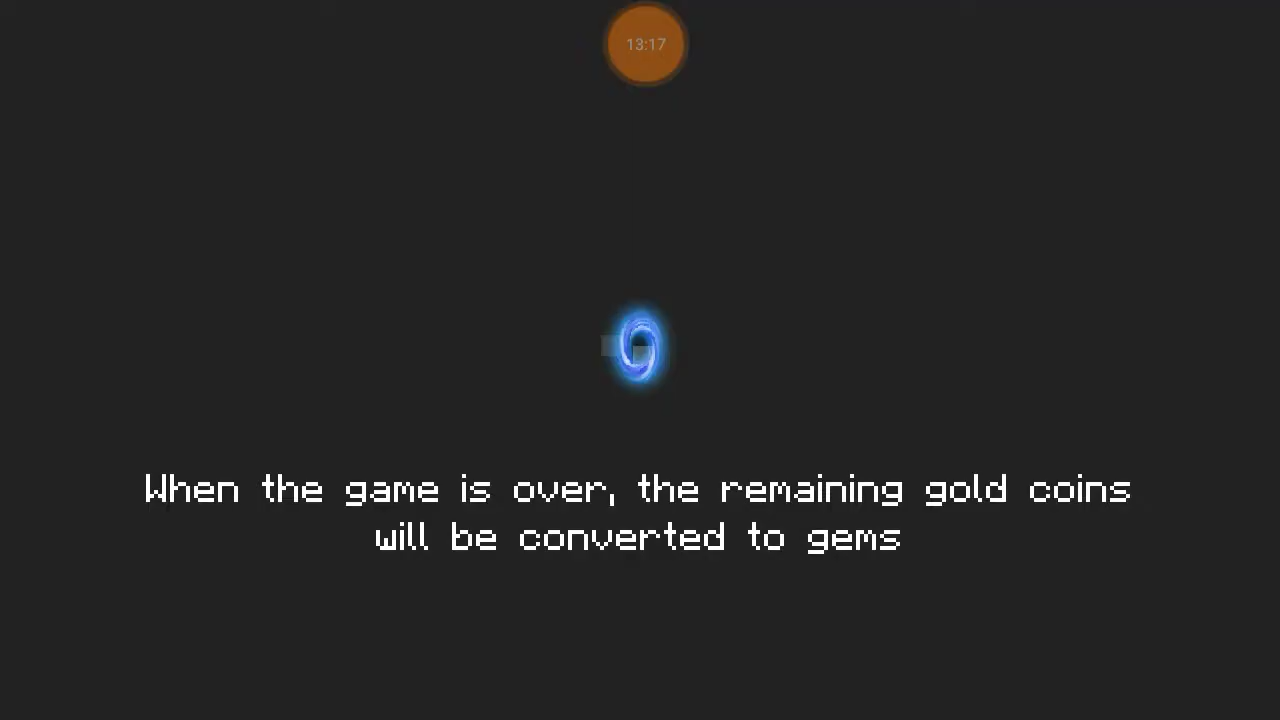 13:17
When the game is over, the remaining gold coins
will be converted to gems